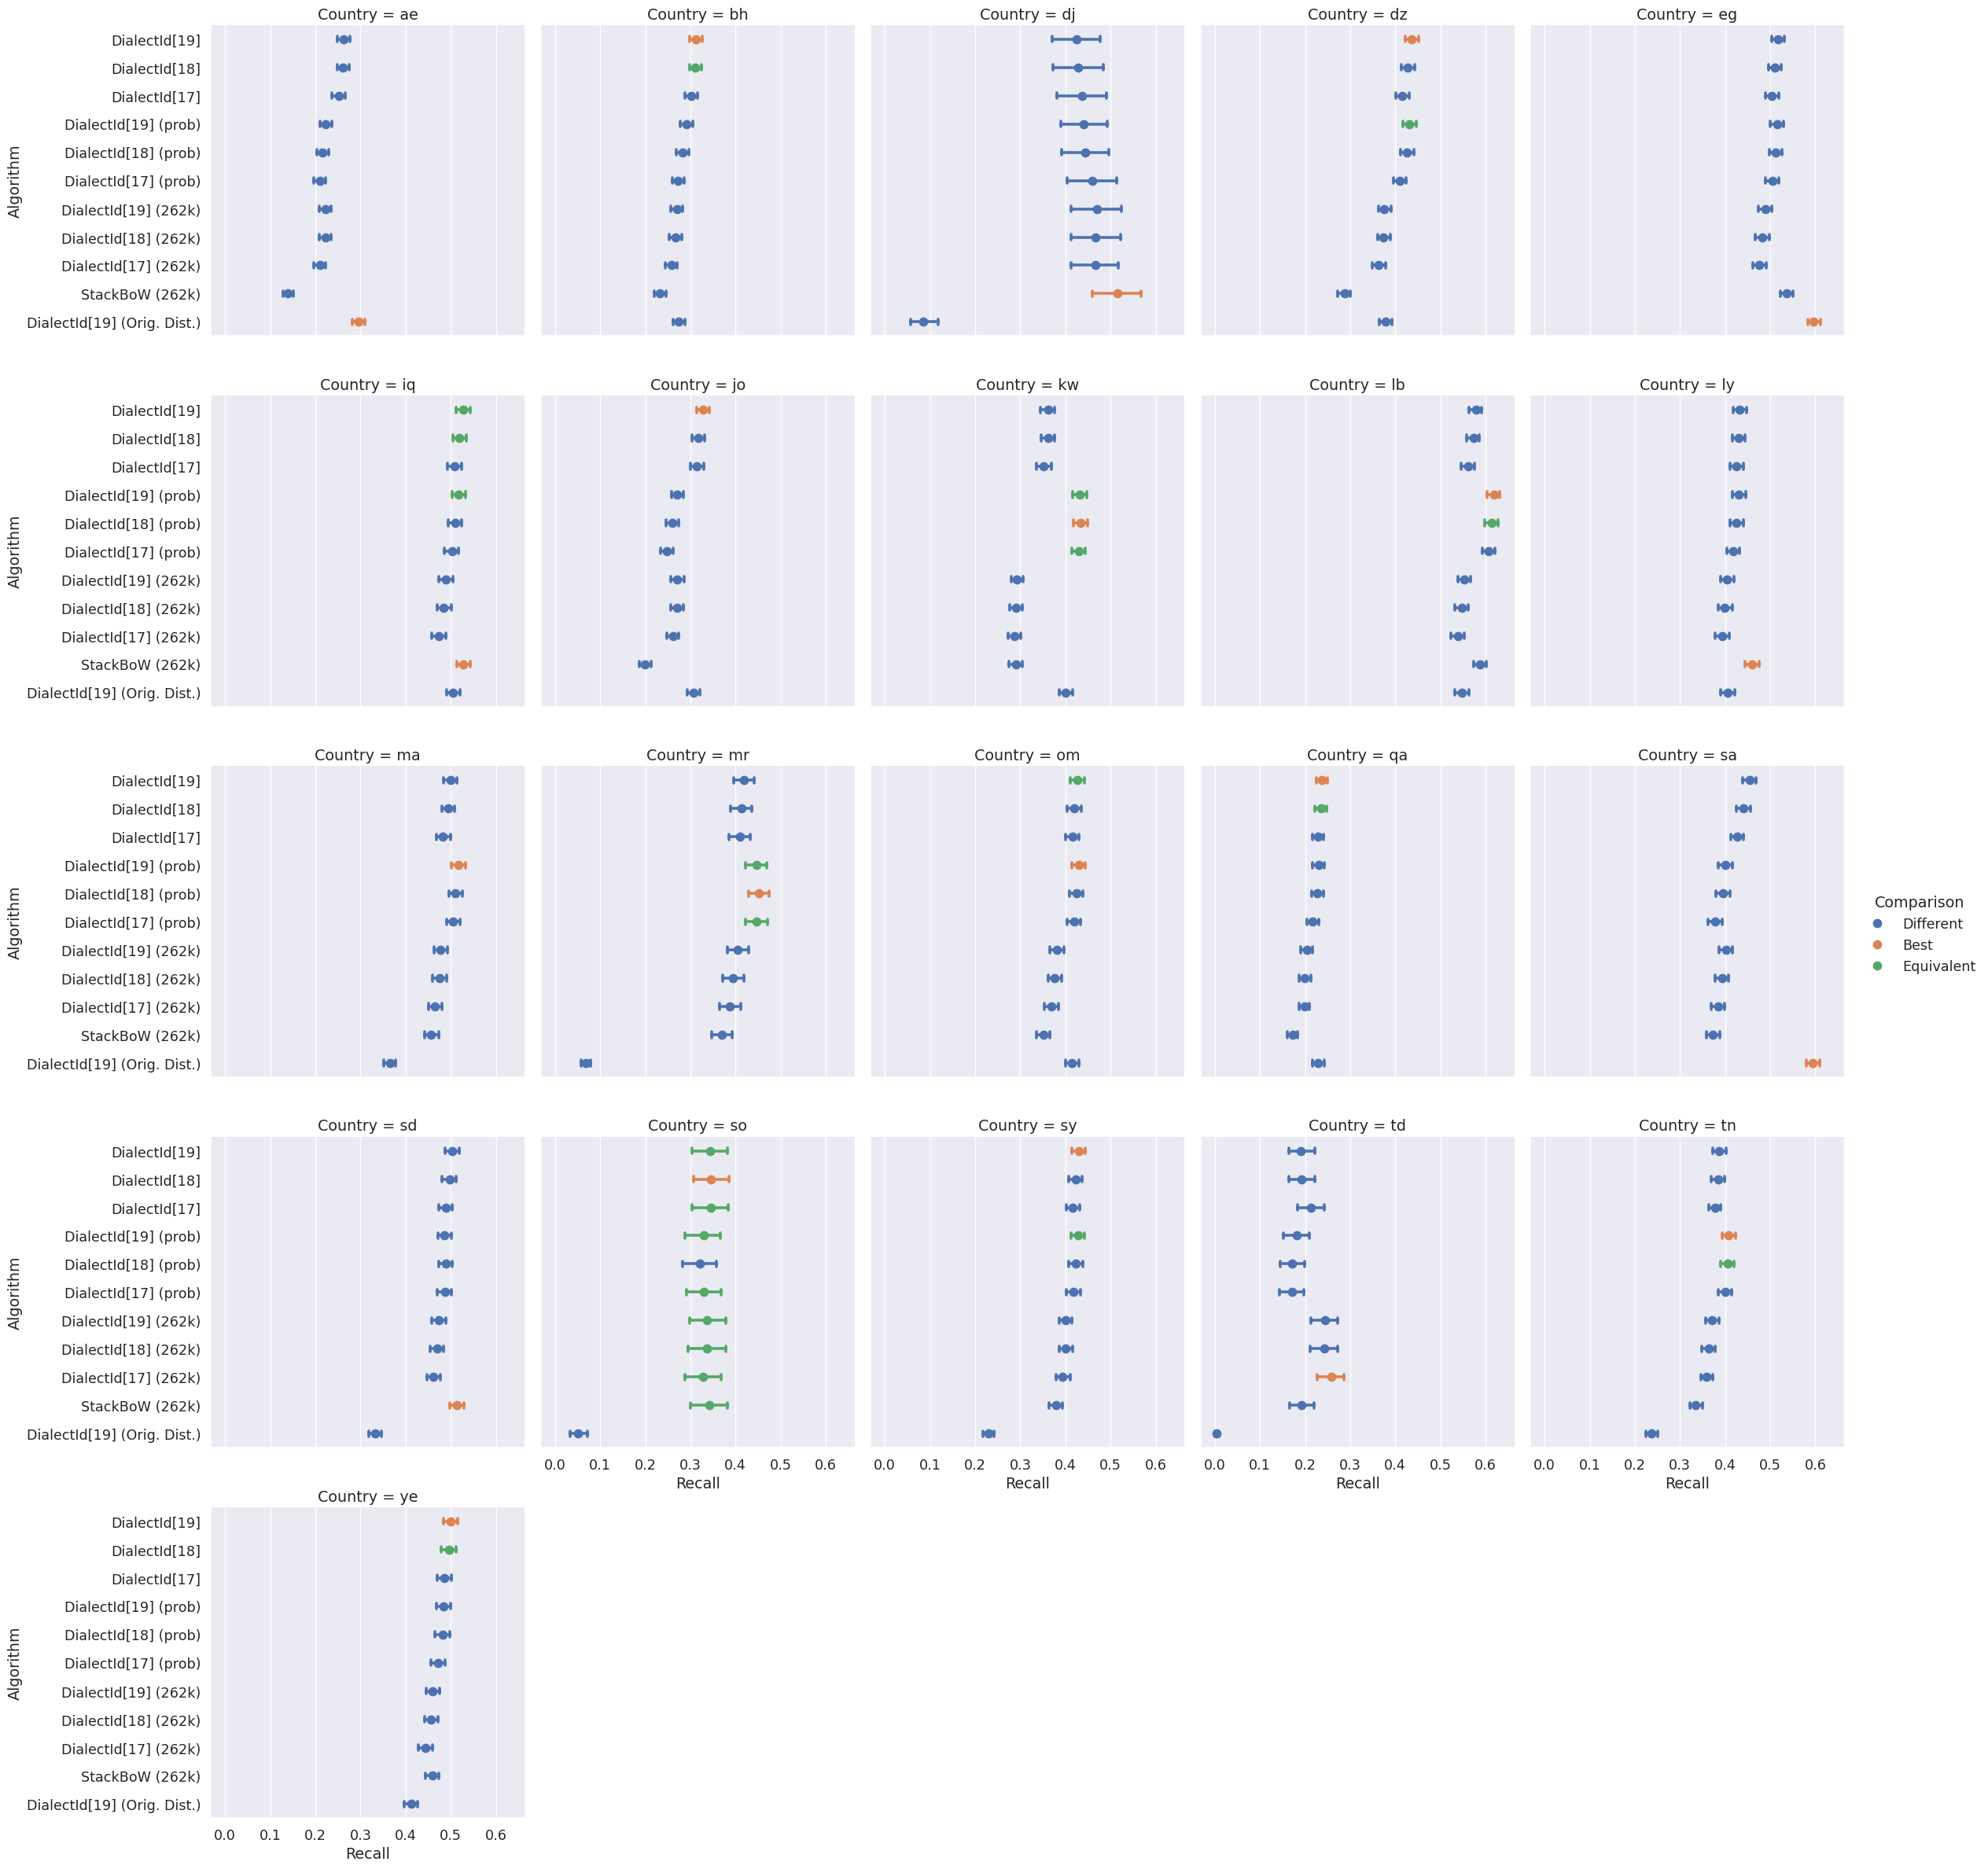 Country = ae
Country = bh
Country = dj
Country = dz
Country = eg
Algorithm
DialectId[19]
DialectId[18]
DialectId[17]
DialectId[19] (prob)
DialectId[18] (prob)
DialectId[17] (prob)
DialectId[19] (262k)
DialectId[18] (262k)
DialectId[17] (262k)
StackBoW (262k)
DialectId[19] (Orig. Dist.)
Country = iq
Country = jo
Country = kw
Country = lb
Country = ly
Algorithm
DialectId[19]
DialectId[18]
DialectId[17]
DialectId[19] (prob)
DialectId[18] (prob)
DialectId[17] (prob)
DialectId[19] (262k)
DialectId[18] (262k)
DialectId[17] (262k)
StackBoW (262k)
DialectId[19] (Orig. Dist.)
Country = ma
Country = mr
Country = om
Country = qa
Country = sa
Algorithm
DialectId[19]
DialectId[18]
DialectId[17]
DialectId[19] (prob)
DialectId[18] (prob)
DialectId[17] (prob)
DialectId[19] (262k)
DialectId[18] (262k)
DialectId[17] (262k)
StackBoW (262k)
DialectId[19] (Orig. Dist.)
Comparison
Different
Best
Equivalent
Country = sd
Country = so
Country = sy
Country = td
Country = tn
Algorithm
DialectId[19]
DialectId[18]
DialectId[17]
DialectId[19] (prob)
DialectId[18] (prob)
DialectId[17] (prob)
DialectId[19] (262k)
DialectId[18] (262k)
DialectId[17] (262k)
StackBoW (262k)
DialectId[19] (Orig. Dist.)
0.0 0.1 0.2 0.3 0.4 0.5 0.6
Recall
0.0 0.1 0.2 0.3 0.4 0.5 0.6
Recall
0.0 0.1 0.2 0.3 0.4 0.5 0.6
Recall
0.0 0.1 0.2 0.3 0.4 0.5 0.6
Recall
Country = ye
Algorithm
DialectId[19]
DialectId[18]
DialectId[17]
DialectId[19] (prob)
DialectId[18] (prob)
DialectId[17] (prob)
DialectId[19] (262k)
DialectId[18] (262k)
DialectId[17] (262k)
StackBoW (262k)
DialectId[19] (Orig. Dist.)
0.0 0.1 0.2 0.3 0.4 0.5 0.6
Recall